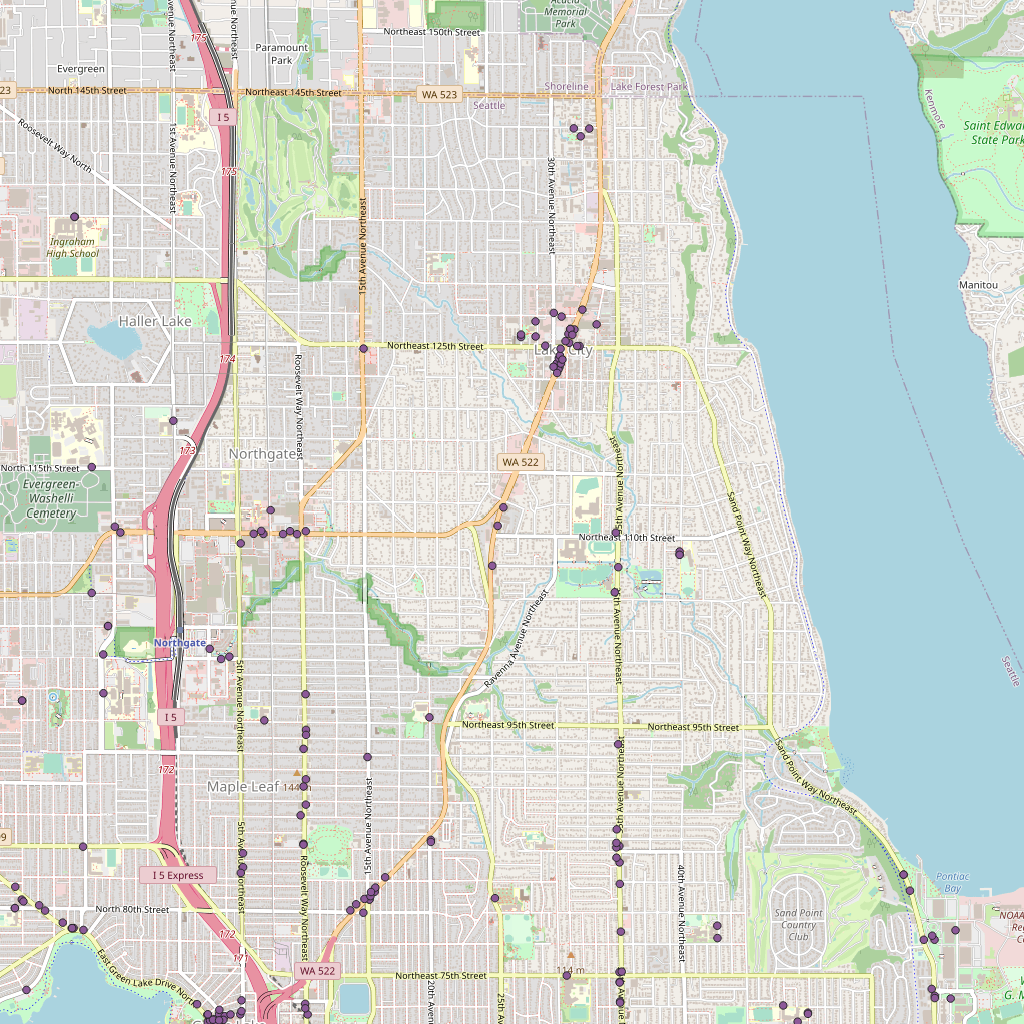 Acacia
Memorial
Park
Northeast 150th Street
175
Northeast
Paramount
Park
1st Avenue Northeast
Evergreen
23
North 145th Street
Northeast 145th Street
WA 523
Shoreline
Lake Forest Park
Seattle
Kenmore
I 5
Roosevelt Way North
Saint Edwar
State Park
175
30th Avenue Northeast
15th Avenue Northeast
Ingraham
High School
Manitou
Haller Lake
174
Northeast 125th Street
Lake City
Roosevelt Way Northeast
173
Northgate
WA 522
North 115th Street
Evergreen-
Washelli
Cemetery
35th Avenue Northeast
Sand Point Way Northeast
Northeast 110th Street
Ravenna Avenue Northeast
35th Avenue Northeast
Northgate
Seattle
5th Avenue Northeast
I 5
Northeast 95th Street
Northeast 95th Street
172
Sand Point Way Northeast
Maple Leaf
144 m
15th Avenue Northeast
35th Avenue Northeast
5th Avenue Northeast
09
I 5 Express
Roosevelt Way Northeast
40th Avenue Northeast
Pontiac
Bay
North 80th Street
Sand Point
Country
Club
NOAA
Re
C
172
171
East Green Lake Drive North
WA 522
Northeast 75th Street
114 m
20th Avenue
25th
G. M